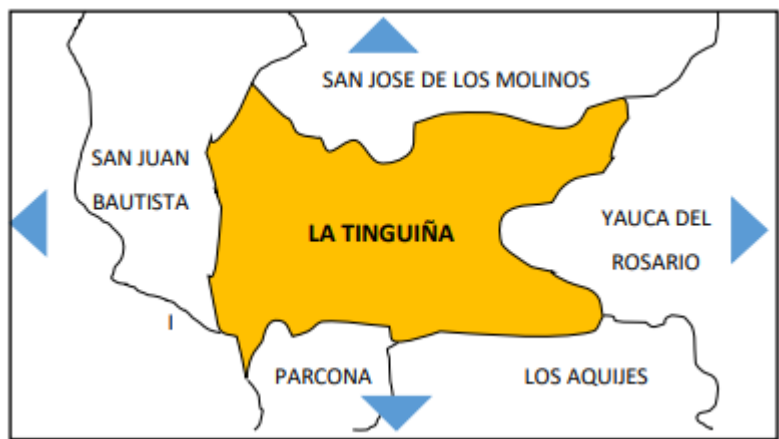 SAN JOSE DE LOS MOLINOS
SAN JUAN
BAUTISTA
LA TINGUIÑA
YAUCA DEL
ROSARIO
I
PARCONA
LOS AQUIJES